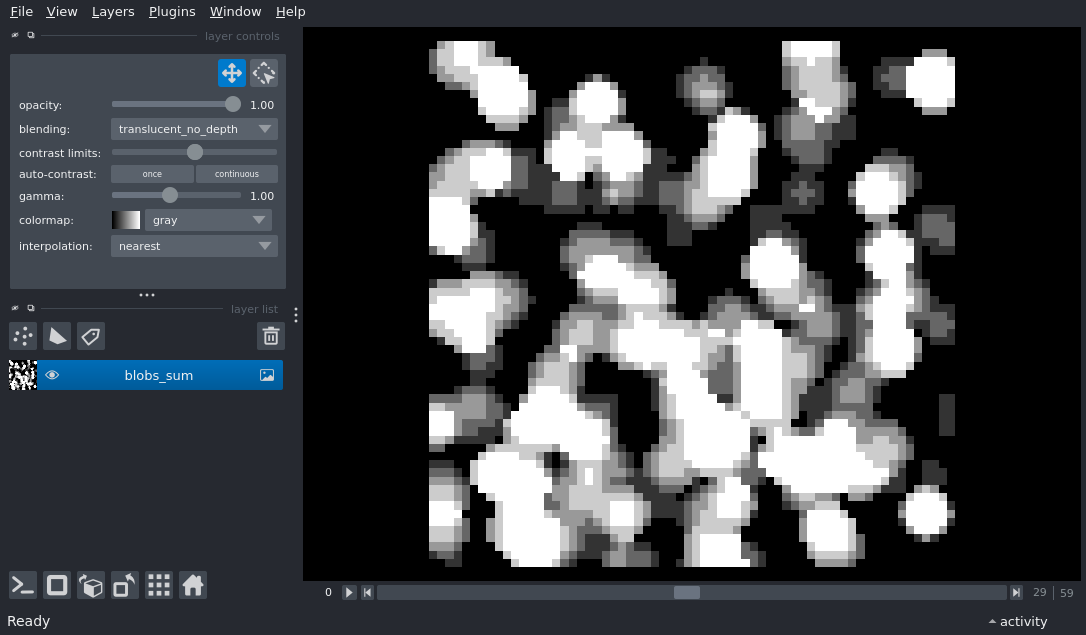 File View Layers Plugins Window Help
layer controls
opacity: 1.00
blending: translucent_no_depth
contrast limits:
auto-contrast: once continuous
gamma: 1.00
colormap: gray
interpolation: nearest
layer list
blobs_sum
0 29 59
Ready activity